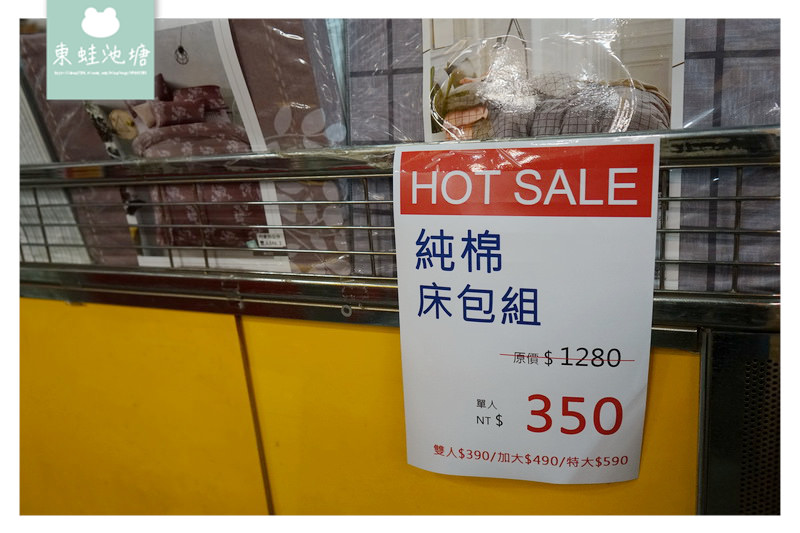 東蛙池塘
HOT SALE
純棉
床包組
原價 $ 1280
單人
NT $ 350
雙人$390/加大$490/特大$590